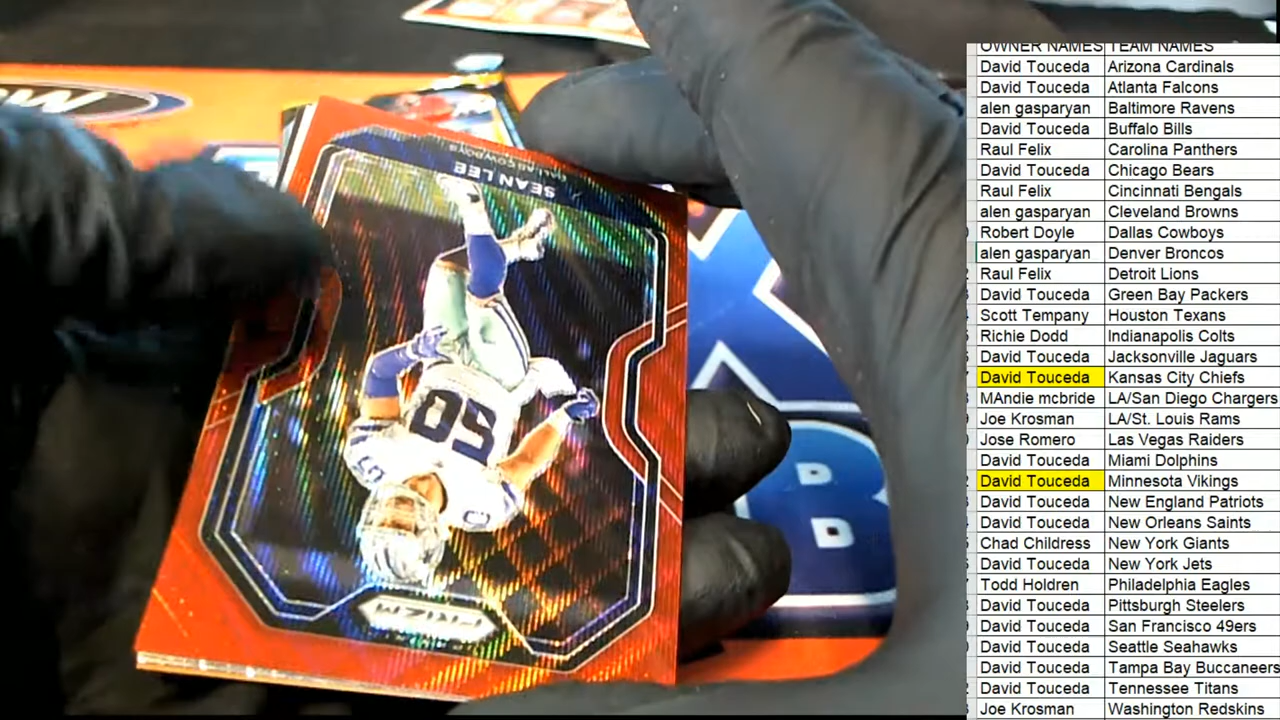 OWNER NAMES TEAM NAMES
David Touceda Arizona Cardinals
David Touceda Atlanta Falcons
alen gasparyan Baltimore Ravens
David Touceda Buffalo Bills
Raul Felix Carolina Panthers
David Touceda Chicago Bears
Raul Felix Cincinnati Bengals
alen gasparyan Cleveland Browns
Robert Doyle Dallas Cowboys
alen gasparyan Denver Broncos
Raul Felix Detroit Lions
David Touceda Green Bay Packers
Scott Tempany Houston Texans
Richie Dodd Indianapolis Colts
David Touceda Jacksonville Jaguars
David Touceda Kansas City Chiefs
MAndie mcbride LA/San Diego Chargers
Joe Krosman LA/St. Louis Rams
Jose Romero Las Vegas Raiders
David Touceda Miami Dolphins
David Touceda Minnesota Vikings
David Touceda New England Patriots
David Touceda New Orleans Saints
Chad Childress New York Giants
David Touceda New York Jets
Todd Holdren Philadelphia Eagles
David Touceda Pittsburgh Steelers
David Touceda San Francisco 49ers
David Touceda Seattle Seahawks
David Touceda Tampa Bay Buccaneers
David Touceda Tennessee Titans
Joe Krosman Washington Redskins
DALLAS COWBOYS
SEAN LEE
50
PRIZM